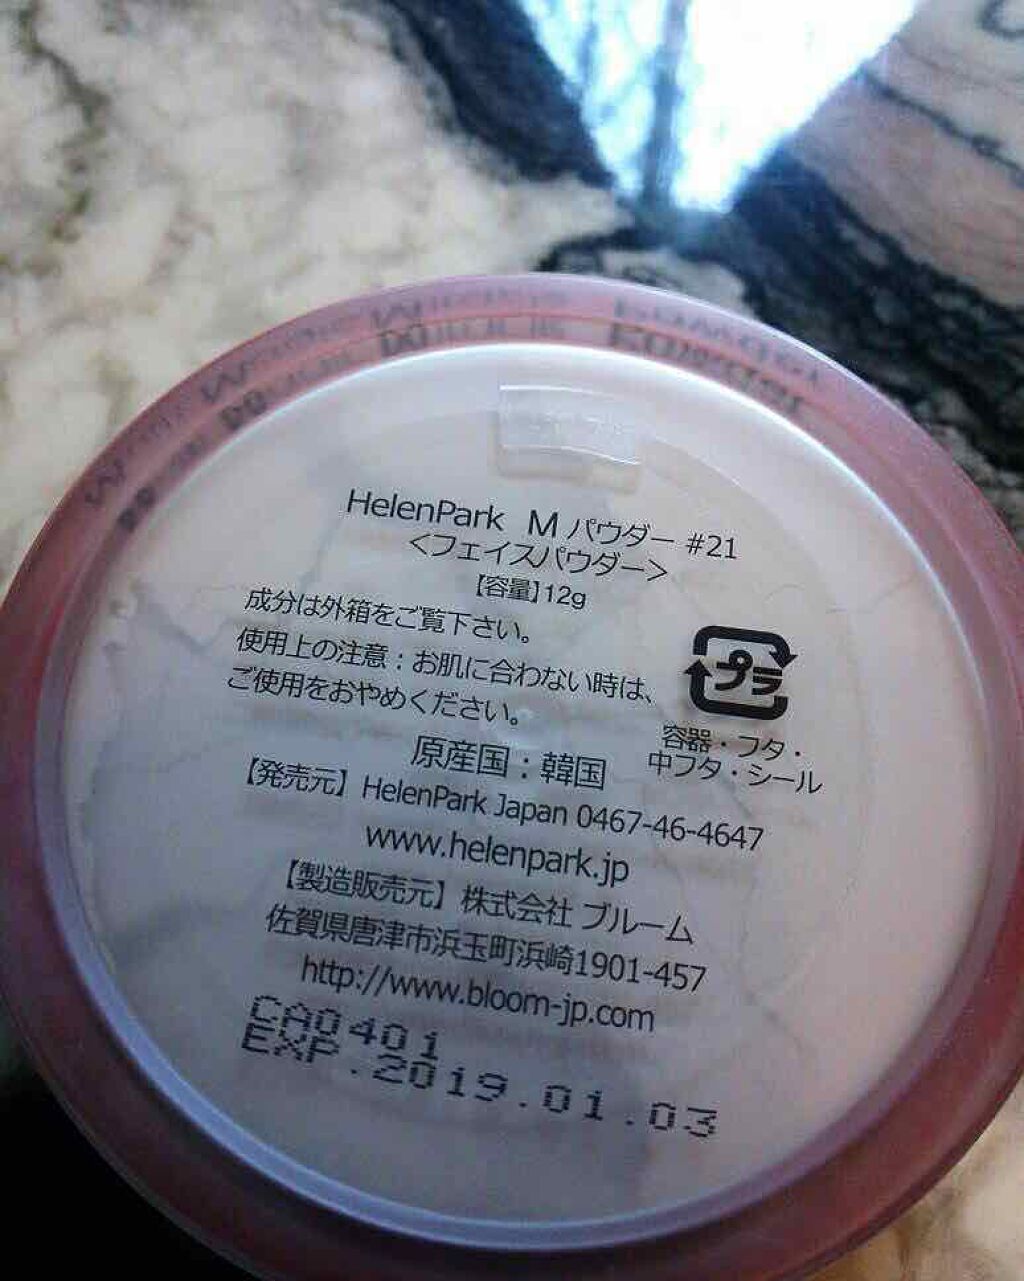 Powder
HelenPark M パウダー #21
<フェイスパウダー>
【容量】12g
成分は外箱をご覧下さい。
使用上の注意：お肌に合わない時は、
ご使用をおやめください。
プラ
容器・フタ・
中フタ・シール
原産国：韓国
【発売元】HelenPark Japan 0467-46-4647
www.helenpark.jp
【製造販売元】株式会社 ブルーム
佐賀県唐津市浜玉町浜崎1901-457
http://www.bloom-jp.com
CA0401
EXP.2019.01.03